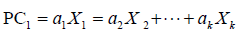 PC₁ = a₁X₁ = a₂X₂ + ··· + aₖXₖ